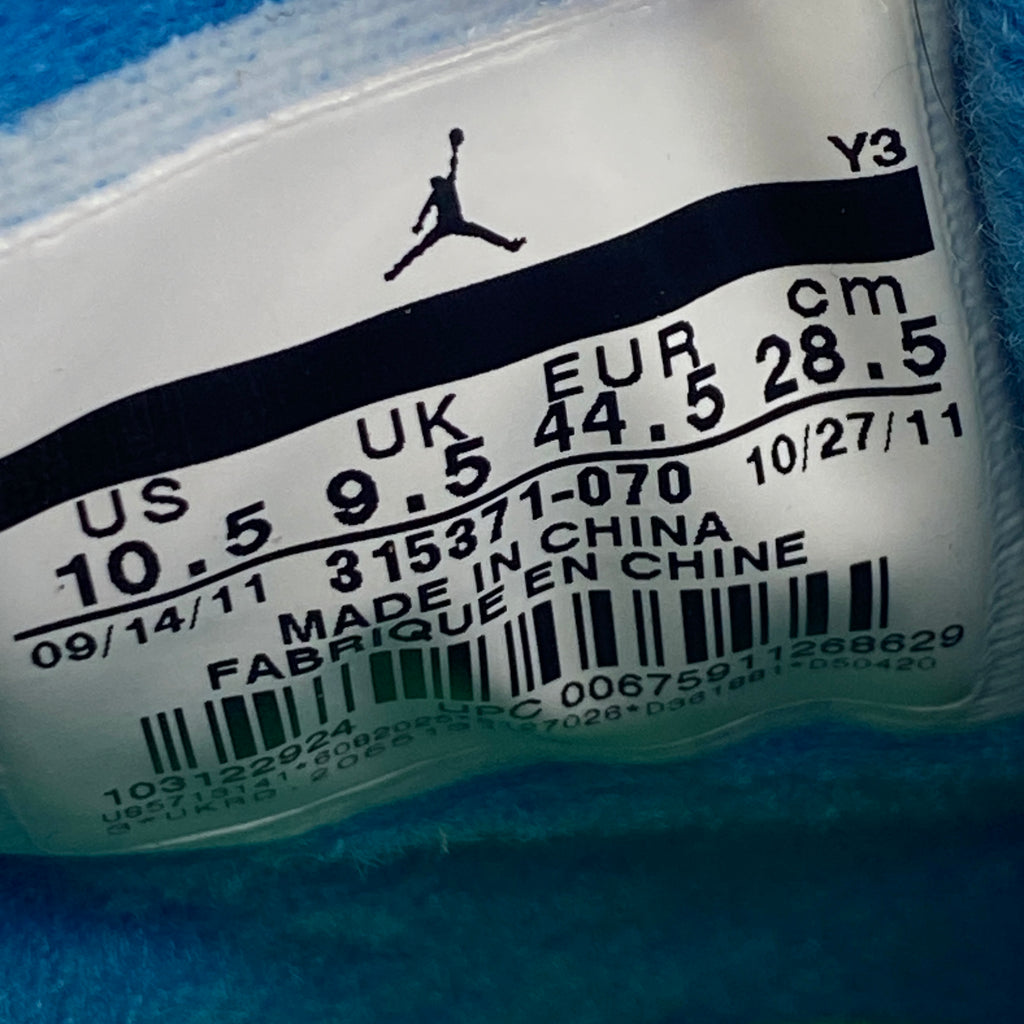 Y3
US UK EUR cm
10.5 9.5 44.5 28.5
09/14/11 315371-070 10/27/11
MADE IN CHINA
FABRIQUE EN CHINE
103122924 UPC 00675911268629